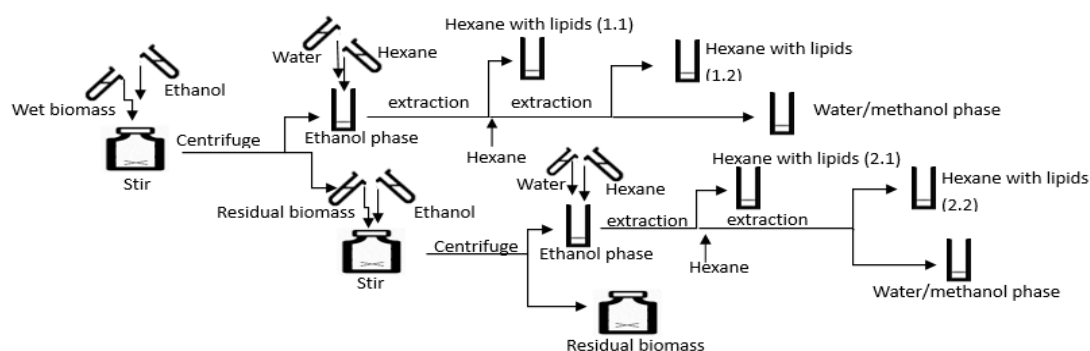 Hexane with lipids (1.1)
Water
Hexane
Hexane with lipids
(1.2)
Wet biomass
Ethanol
extraction
extraction
Water/methanol phase
Centrifuge
Ethanol phase
Hexane
Stir
Hexane with lipids (2.1)
Water
Hexane
Hexane with lipids
(2.2)
Residual biomass
Ethanol
extraction
extraction
Centrifuge
Ethanol phase
Hexane
Stir
Water/methanol phase
Residual biomass